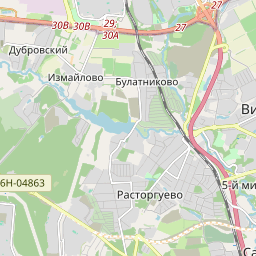 30В
30В
29
30А
27
27
Дубровский
Измайлово
Булатниково
Ви
6Н-04863
5-й ми
Расторгуево
Са